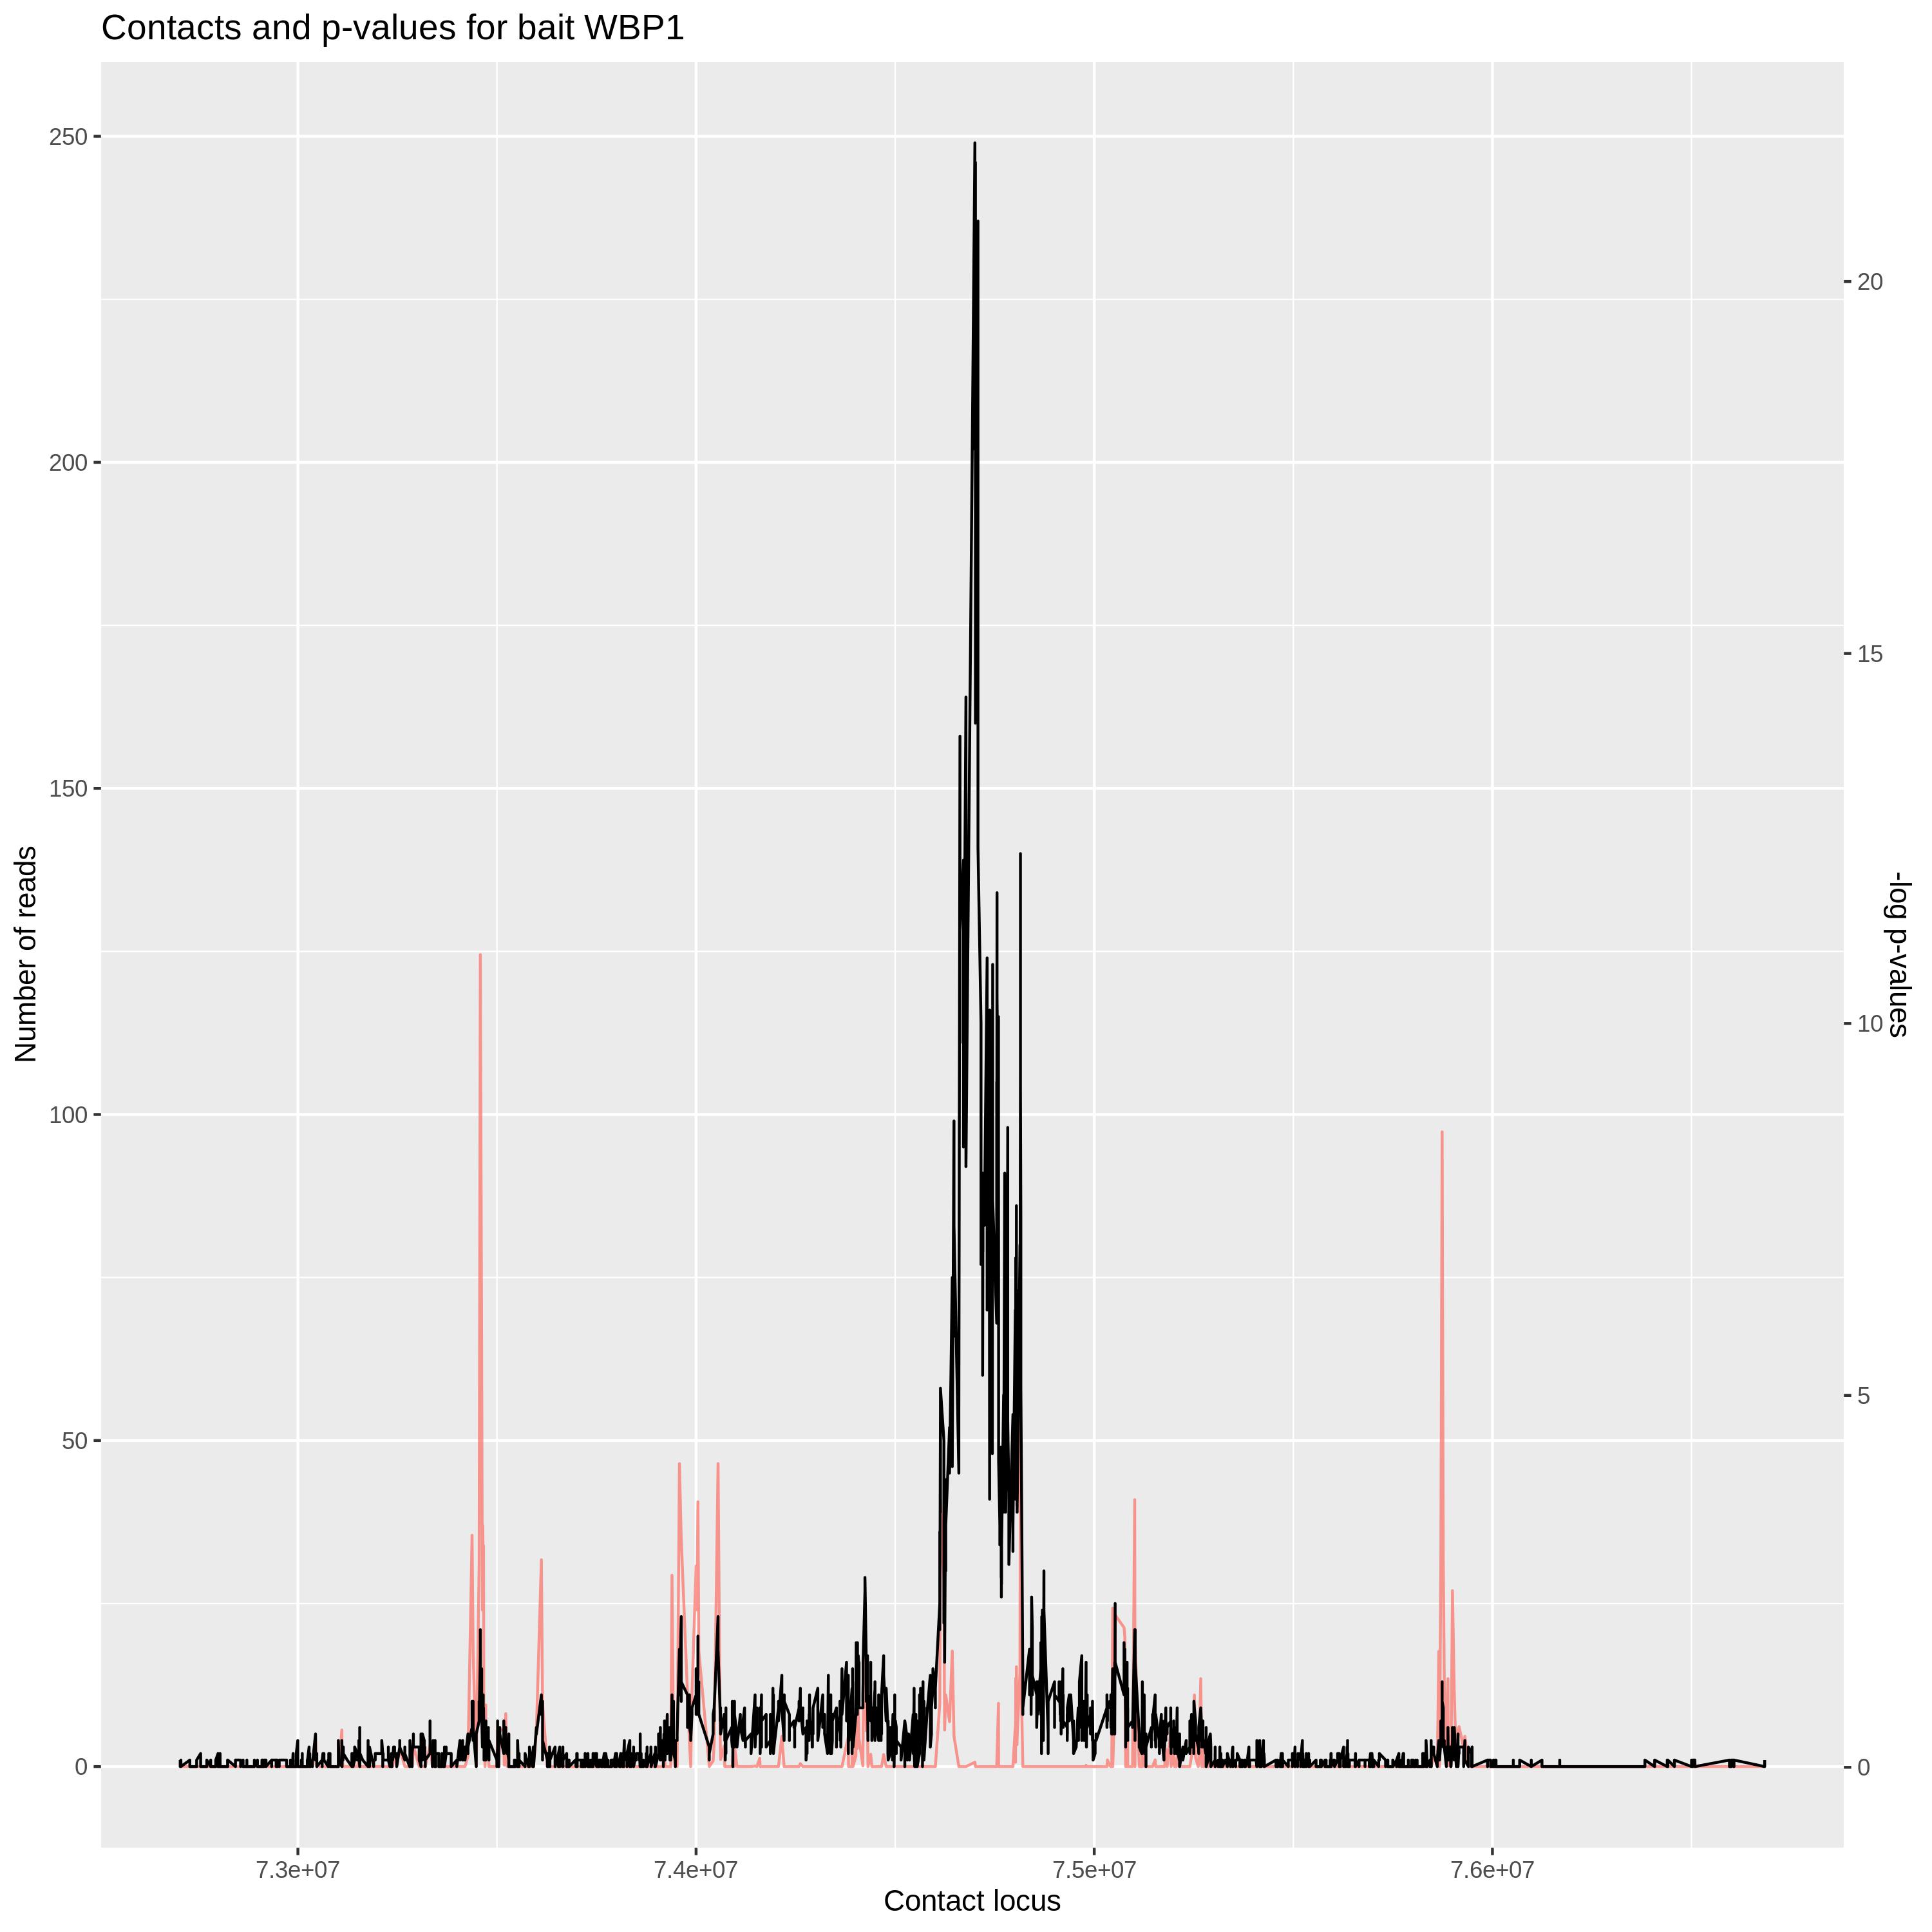 Contacts and p-values for bait WBP1
250
200
150
100
50
0
Number of reads
20
15
10
5
0
-log p-values
7.3e+07
7.4e+07
7.5e+07
7.6e+07
Contact locus